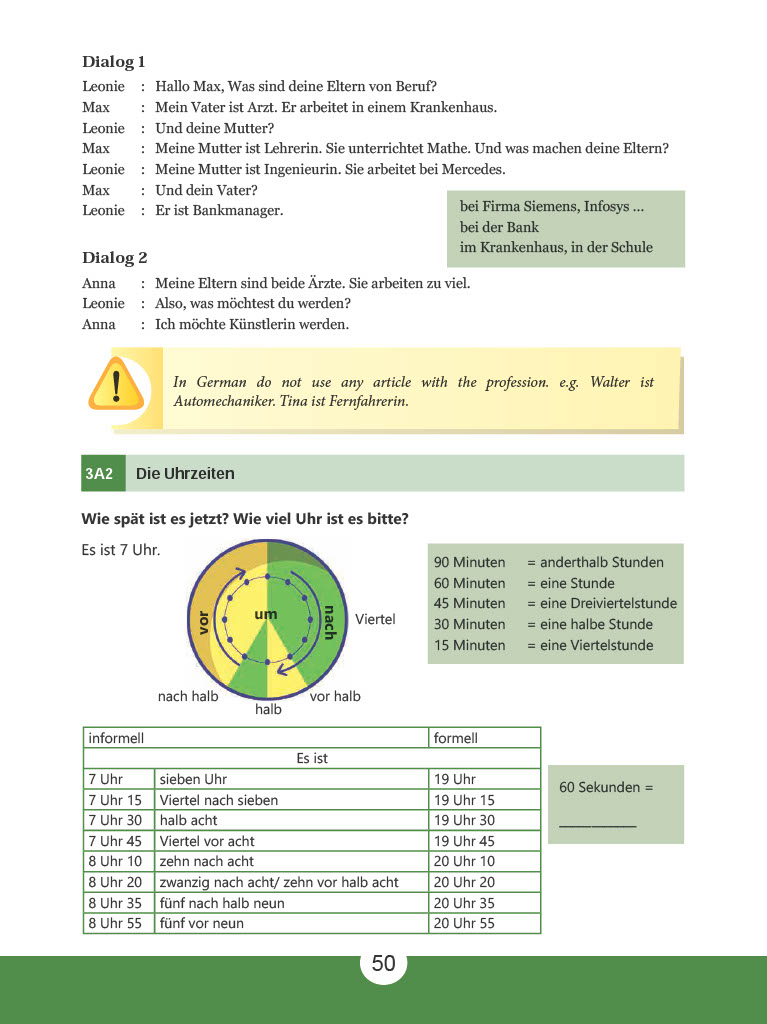 Dialog 1
Leonie : Hallo Max, Was sind deine Eltern von Beruf?
Max : Mein Vater ist Arzt. Er arbeitet in einem Krankenhaus.
Leonie : Und deine Mutter?
Max : Meine Mutter ist Lehrerin. Sie unterrichtet Mathe. Und was machen deine Eltern?
Leonie : Meine Mutter ist Ingenieurin. Sie arbeitet bei Mercedes.
Max : Und dein Vater?
Leonie : Er ist Bankmanager.
bei Firma Siemens, Infosys ...
bei der Bank
im Krankenhaus, in der Schule
Dialog 2
Anna : Meine Eltern sind beide Ärzte. Sie arbeiten zu viel.
Leonie : Also, was möchtest du werden?
Anna : Ich möchte Künstlerin werden.
!
In German do not use any article with the profession. e.g. Walter ist
Automechaniker. Tina ist Fernfahrerin.
3A2 Die Uhrzeiten
Wie spät ist es jetzt? Wie viel Uhr ist es bitte?
Es ist 7 Uhr.
vor
um
nach
Viertel
nach halb
halb
vor halb
90 Minuten = anderthalb Stunden
60 Minuten = eine Stunde
45 Minuten = eine Dreiviertelstunde
30 Minuten = eine halbe Stunde
15 Minuten = eine Viertelstunde
informell formell
Es ist
7 Uhr sieben Uhr 19 Uhr
7 Uhr 15 Viertel nach sieben 19 Uhr 15
7 Uhr 30 halb acht 19 Uhr 30
7 Uhr 45 Viertel vor acht 19 Uhr 45
8 Uhr 10 zehn nach acht 20 Uhr 10
8 Uhr 20 zwanzig nach acht/ zehn vor halb acht 20 Uhr 20
8 Uhr 35 fünf nach halb neun 20 Uhr 35
8 Uhr 55 fünf vor neun 20 Uhr 55
60 Sekunden =
____________
50